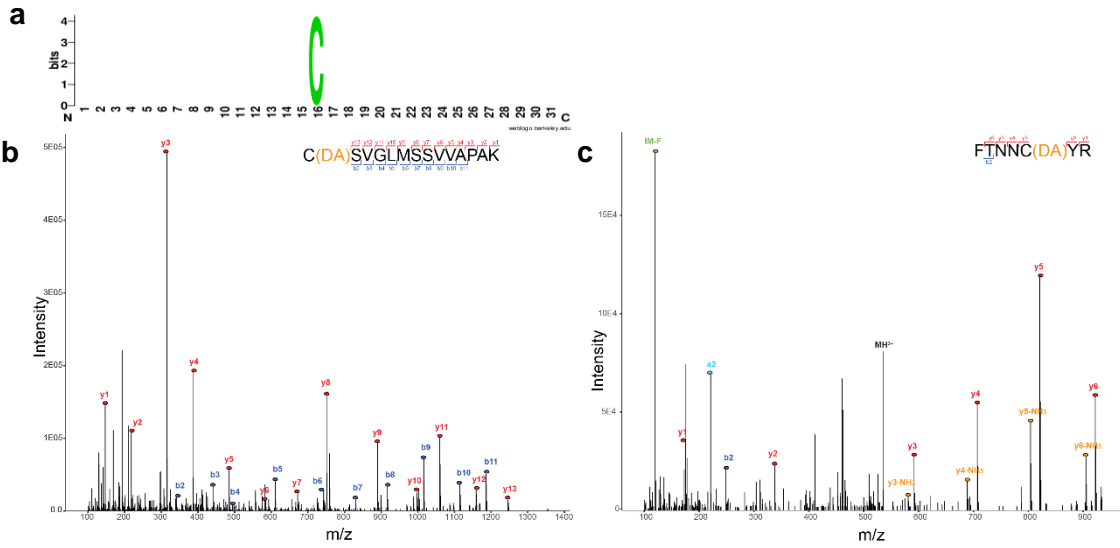 a
bits
4
3
2
1
0
C
N
1 2 3 4 5 6 7 8 9 10 11 12 13 14 15 16 17 18 19 20 21 22 23 24 25 26 27 28 29 30 31
C
weblogo.berkeley.edu
b
C(DA)SVGLMSSVVAPAK
Intensity
5E05
4E05
3E05
2E05
1E05
0.0
y3
y4
y1
y2
y5
y6
y7
y8
y9
y10
y11
y12
y13
b2
b3
b4
b5
b6
b7
b8
b9
b10
b11
100 200 300 400 500 600 700 800 900 1000 1100 1200 1300 1400
m/z
c
FTNNC(DA)YR
b2
Intensity
15E4
10E4
5E4
0
IM-F
y1
a2
b2
y2
MH²⁺
y3-NH₃
y3
y4-NH₃
y4
y5-NH₃
y5
y6-NH₃
y6
100 200 300 400 500 600 700 800 900
m/z